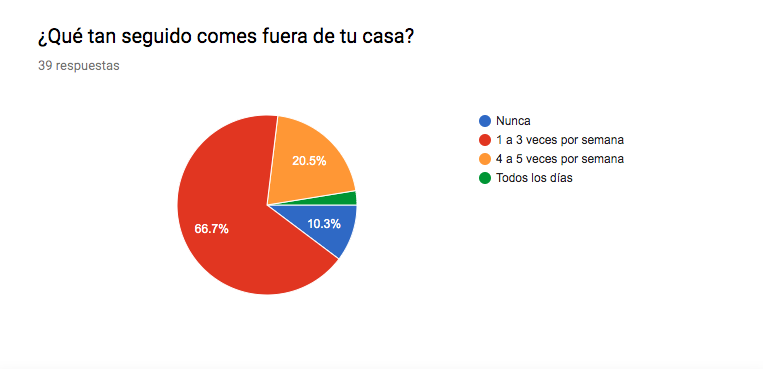 ¿Qué tan seguido comes fuera de tu casa?
39 respuestas
Nunca
1 a 3 veces por semana
4 a 5 veces por semana
Todos los días
20.5%
66.7%
10.3%